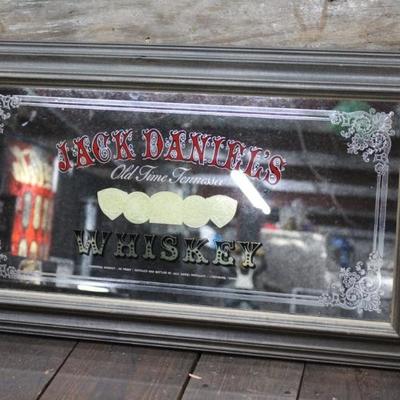 JACK DANIEL'S
Old Time Tennessee
WHISKEY